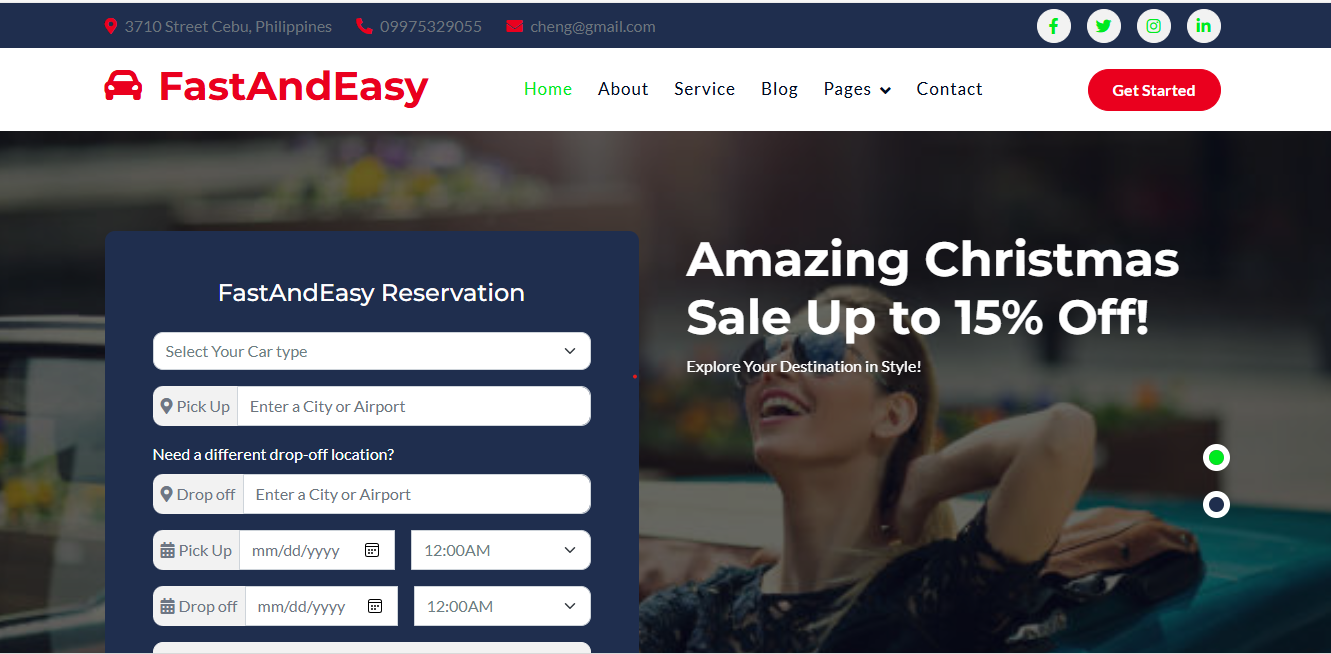 3710 Street Cebu, Philippines 09975329055 cheng@gmail.com
FastAndEasy Home About Service Blog Pages Contact Get Started
FastAndEasy Reservation
Select Your Car type
Pick Up Enter a City or Airport
Need a different drop-off location?
Drop off Enter a City or Airport
Pick Up mm/dd/yyyy 12:00AM
Drop off mm/dd/yyyy 12:00AM
Amazing Christmas
Sale Up to 15% Off!
Explore Your Destination in Style!